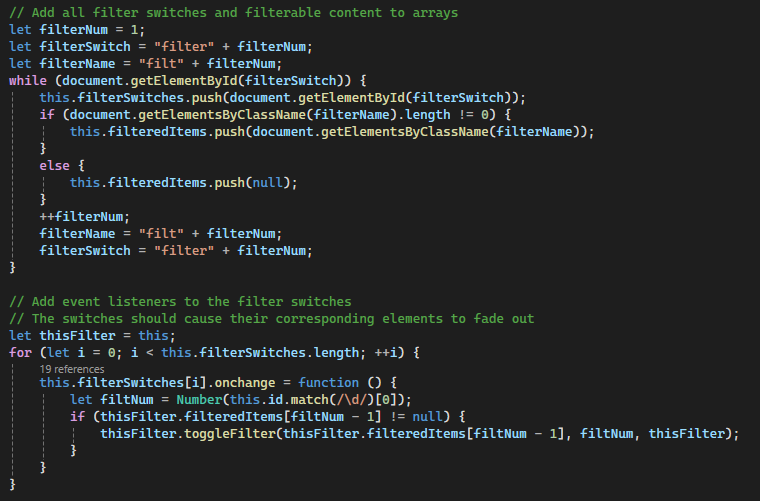 // Add all filter switches and filterable content to arrays
let filterNum = 1;
let filterSwitch = "filter" + filterNum;
let filterName = "filt" + filterNum;
while (document.getElementById(filterSwitch)) {
    this.filterSwitches.push(document.getElementById(filterSwitch));
    if (document.getElementsByClassName(filterName).length != 0) {
        this.filteredItems.push(document.getElementsByClassName(filterName));
    }
    else {
        this.filteredItems.push(null);
    }
    ++filterNum;
    filterName = "filt" + filterNum;
    filterSwitch = "filter" + filterNum;
}

// Add event listeners to the filter switches
// The switches should cause their corresponding elements to fade out
let thisFilter = this;
for (let i = 0; i < this.filterSwitches.length; ++i) {
    19 references
    this.filterSwitches[i].onchange = function () {
        let filtNum = Number(this.id.match(/\d/)[0]);
        if (thisFilter.filteredItems[filtNum - 1] != null) {
            thisFilter.toggleFilter(thisFilter.filteredItems[filtNum - 1], filtNum, thisFilter);
        }
    }
}